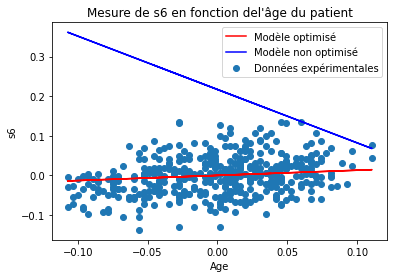 Mesure de s6 en fonction del'âge du patient
Modèle optimisé
Modèle non optimisé
Données expérimentales
0.3
0.2
0.1
0.0
−0.1
s6
−0.10
−0.05
0.00
0.05
0.10
Age